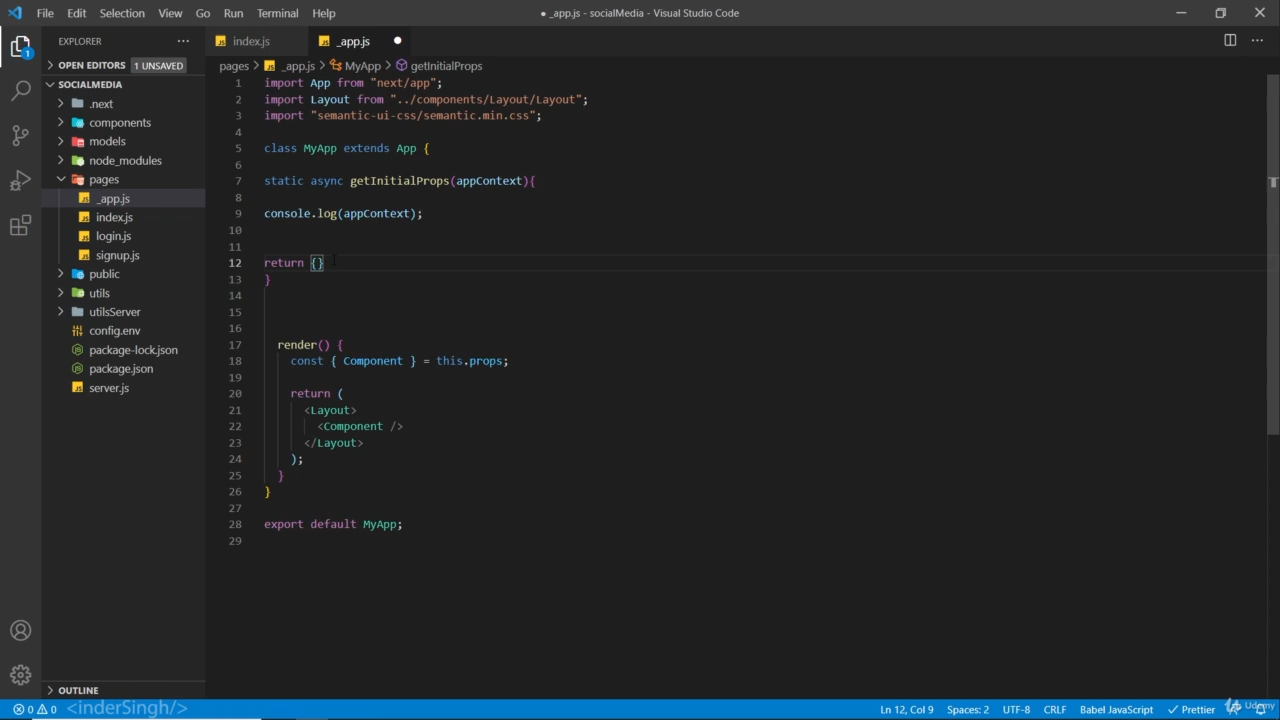 File Edit Selection View Go Run Terminal Help
● _app.js - socialMedia - Visual Studio Code
EXPLORER
index.js
_app.js
OPEN EDITORS 1 UNSAVED
pages > _app.js > MyApp > getInitialProps
SOCIALMEDIA
.next
components
models
node_modules
pages
_app.js
index.js
login.js
signup.js
public
utils
utilsServer
config.env
package-lock.json
package.json
server.js
OUTLINE
1 import App from "next/app";
2 import Layout from "../components/Layout/Layout";
3 import "semantic-ui-css/semantic.min.css";
4
5 class MyApp extends App {
6
7 static async getInitialProps(appContext){
8
9 console.log(appContext);
10
11
12 return {}
13 }
14
15
16
17 render() {
18 const { Component } = this.props;
19
20 return (
21 <Layout>
22 <Component />
23 </Layout>
24 );
25 }
26 }
27
28 export default MyApp;
29
1
0 0
<inderSingh/>
Ln 12, Col 9 Spaces: 2 UTF-8 CRLF Babel JavaScript Prettier
Udemy